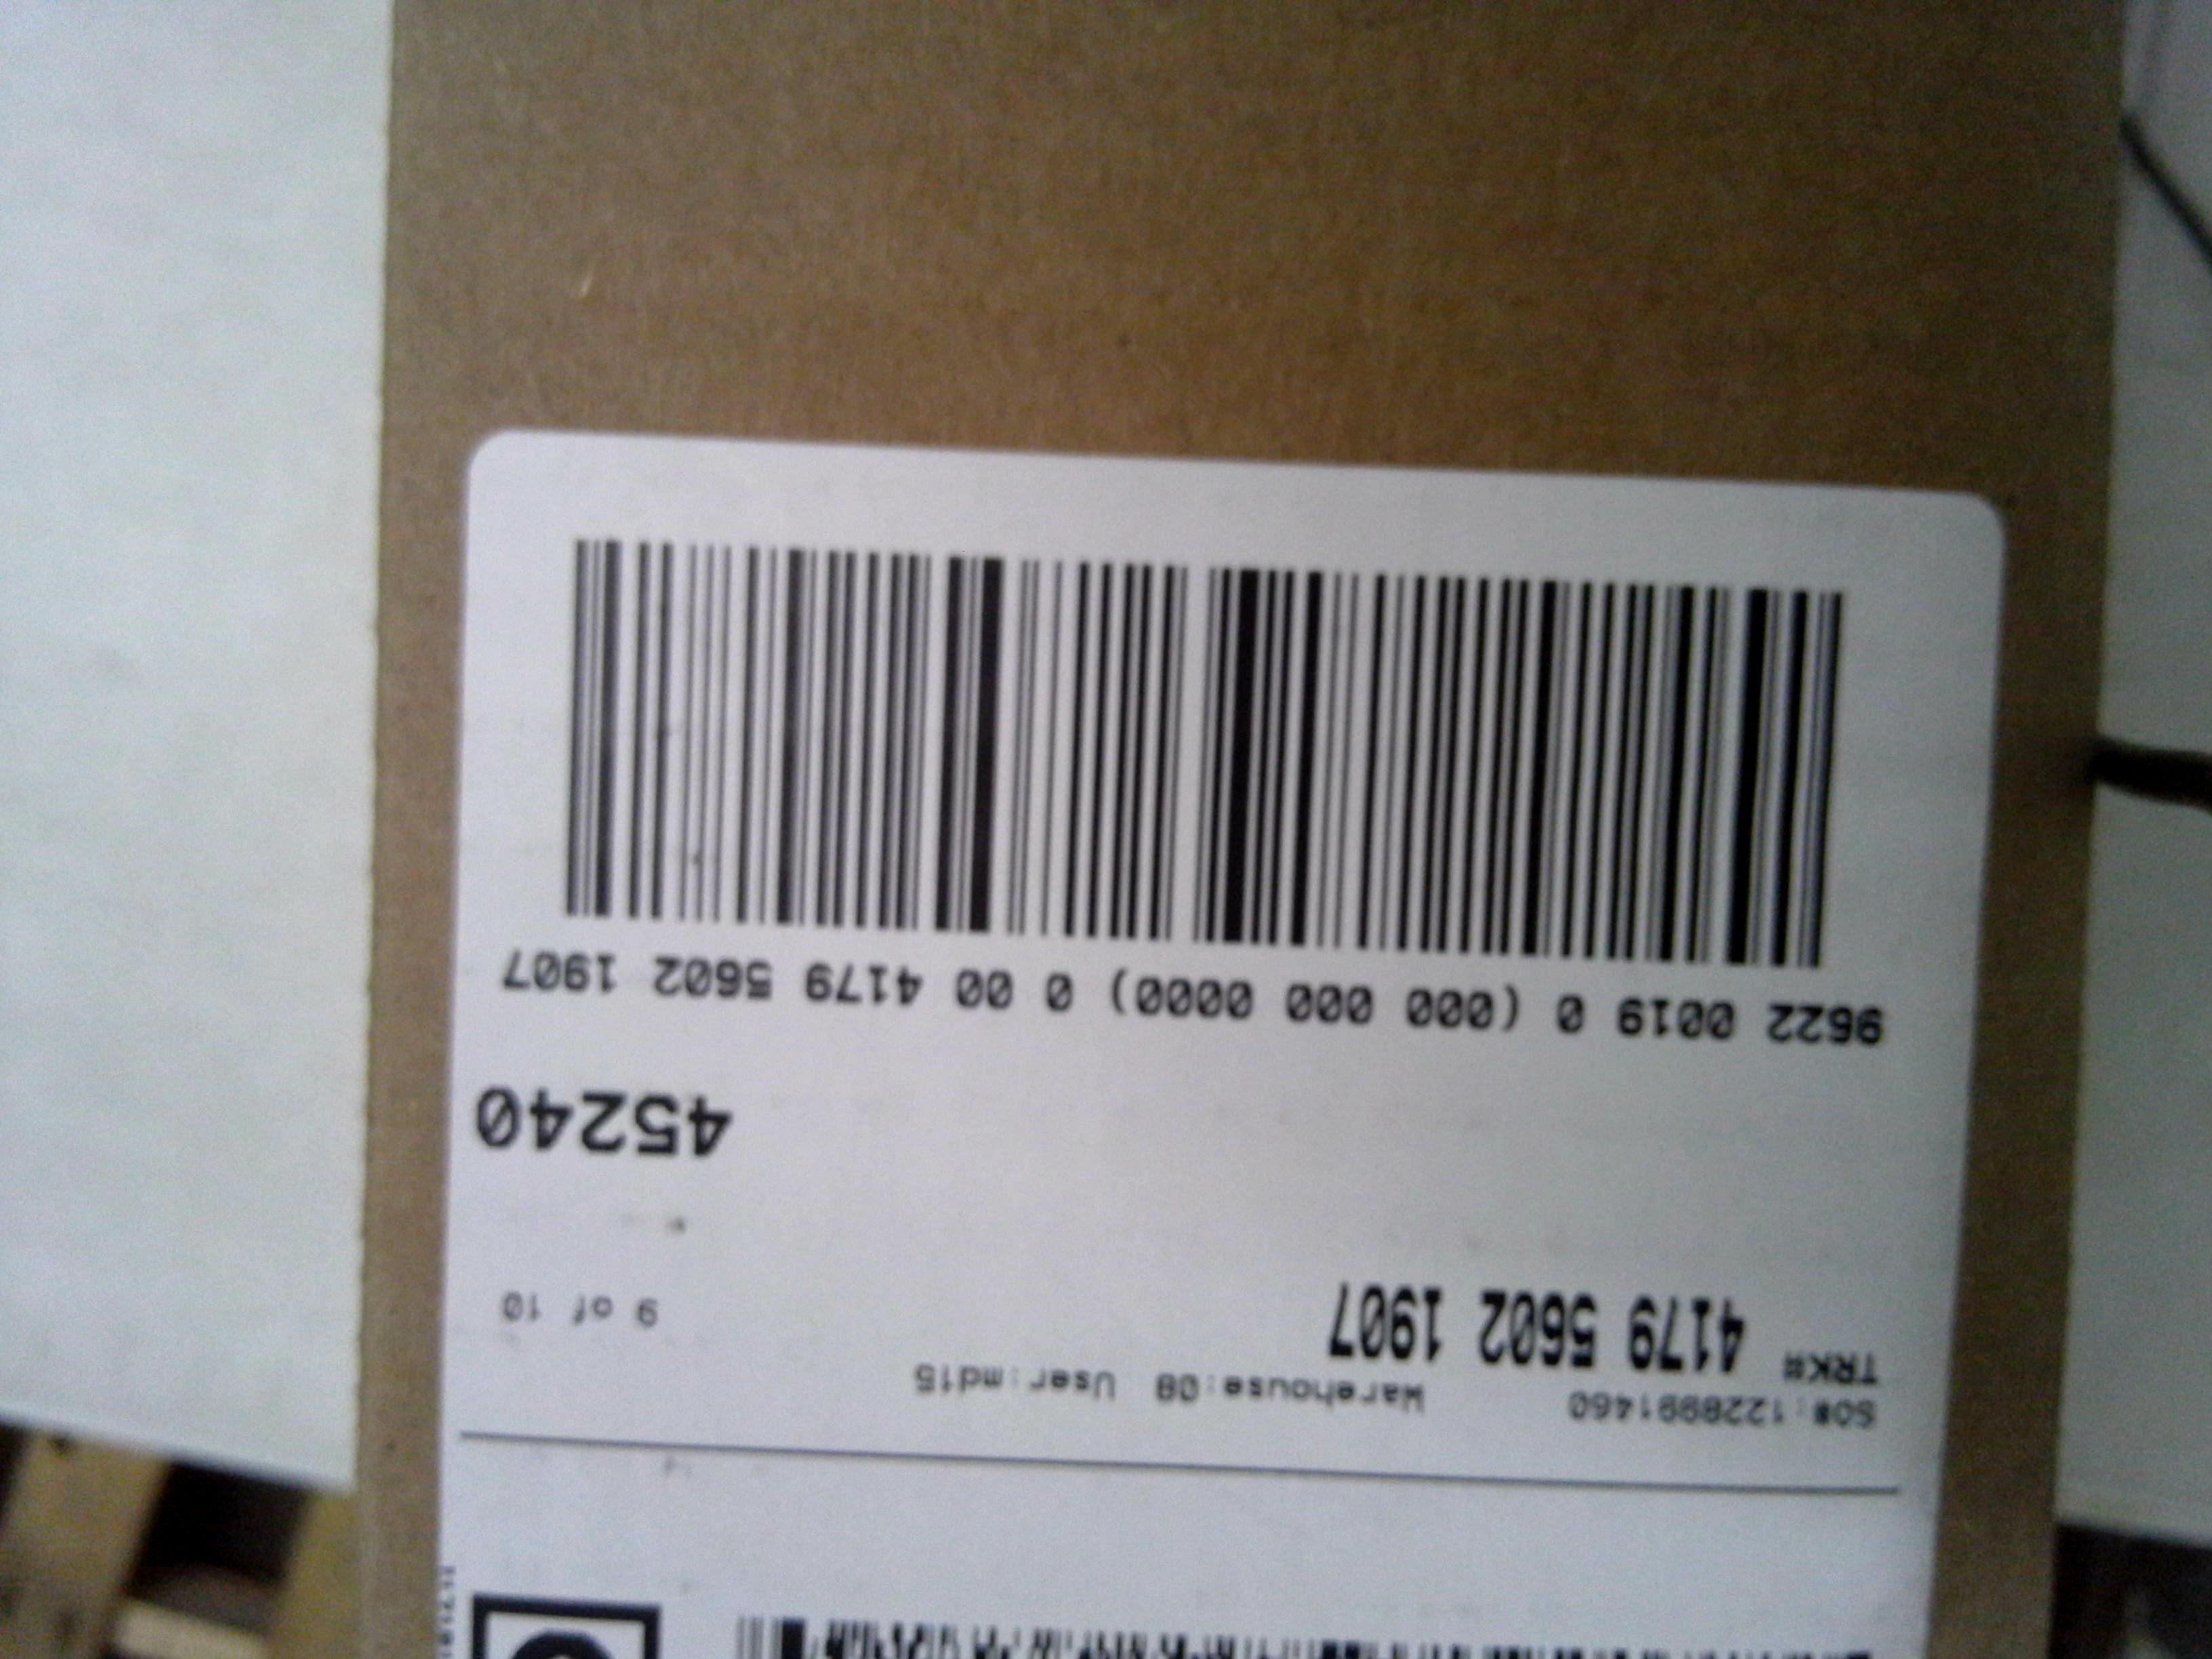 SO#:1228991460 Warehouse:08 User:md15
TRK# 4179 5602 1907
9 of 10
45240
9622 0019 0 (000 000 0000) 0 00 4179 5602 1907